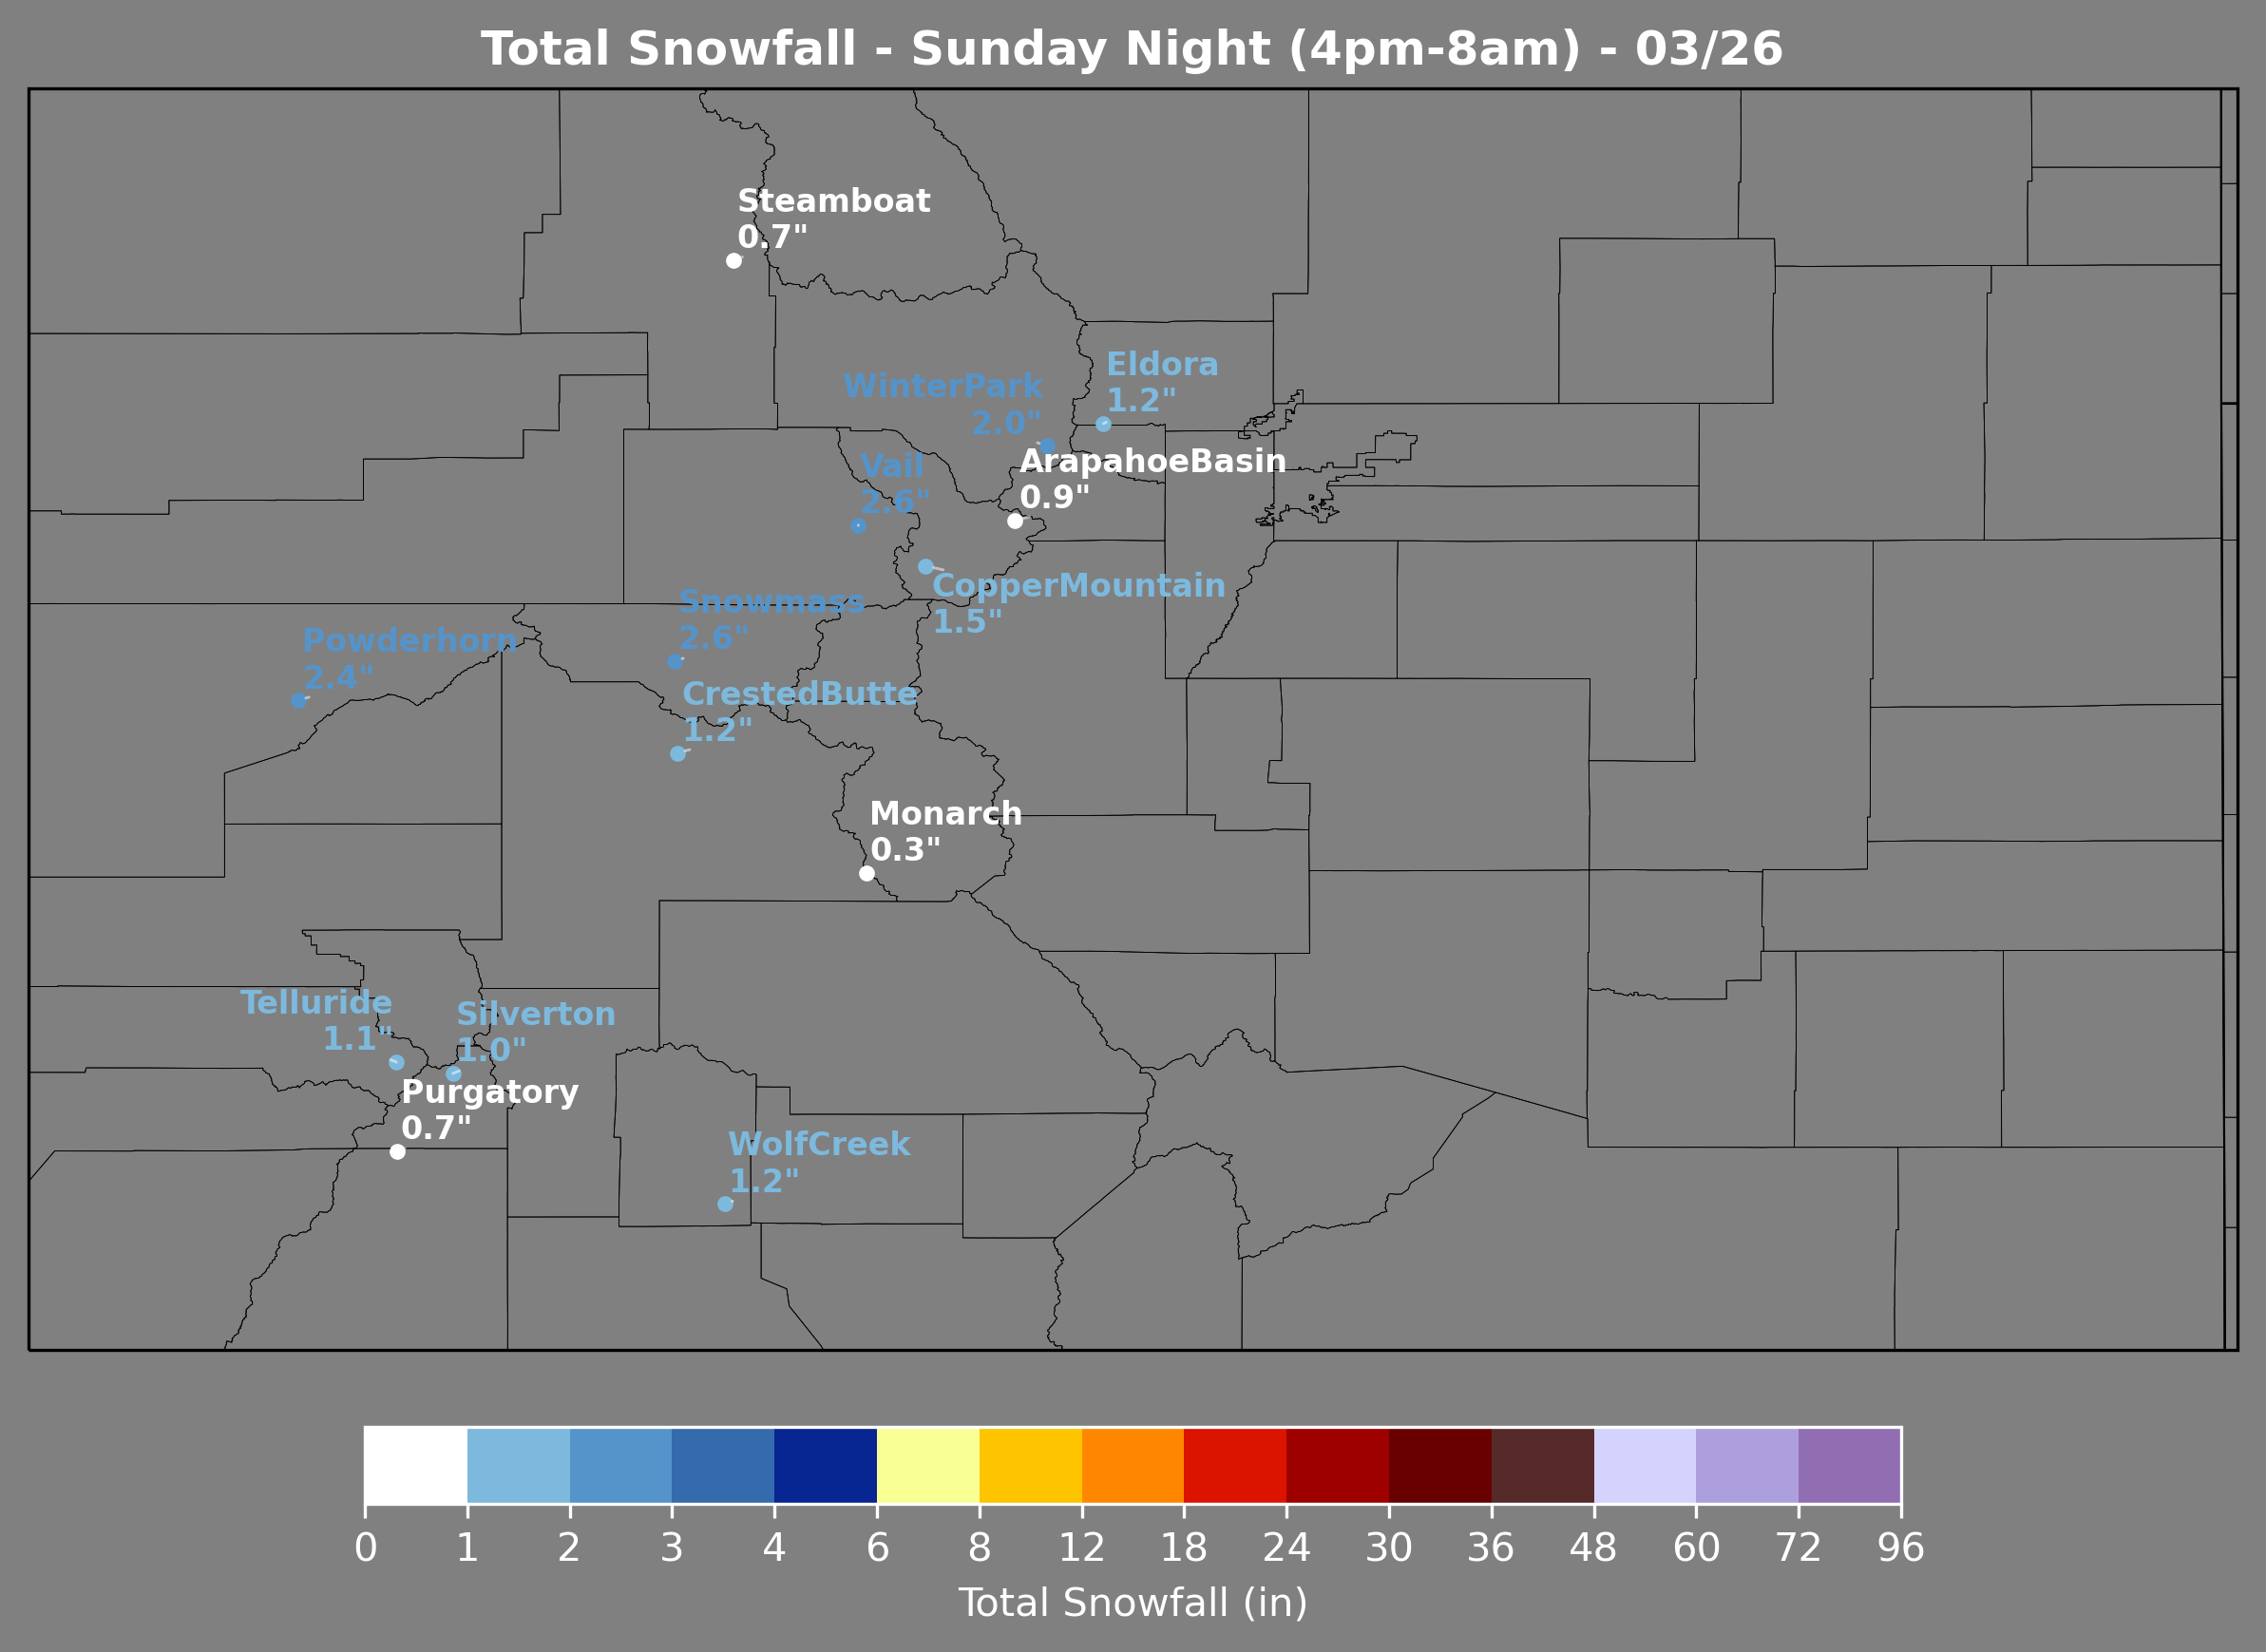 Total Snowfall - Sunday Night (4pm-8am) - 03/26
Steamboat
0.7"
Eldora
1.2"
WinterPark
2.0"
ArapahoeBasin
0.9"
Vail
2.6"
CopperMountain
1.5"
Snowmass
2.6"
Powderhorn
2.4"
CrestedButte
1.2"
Monarch
0.3"
Telluride
1.1"
Silverton
1.0"
Purgatory
0.7"
WolfCreek
1.2"
0 1 2 3 4 6 8 12 18 24 30 36 48 60 72 96
Total Snowfall (in)